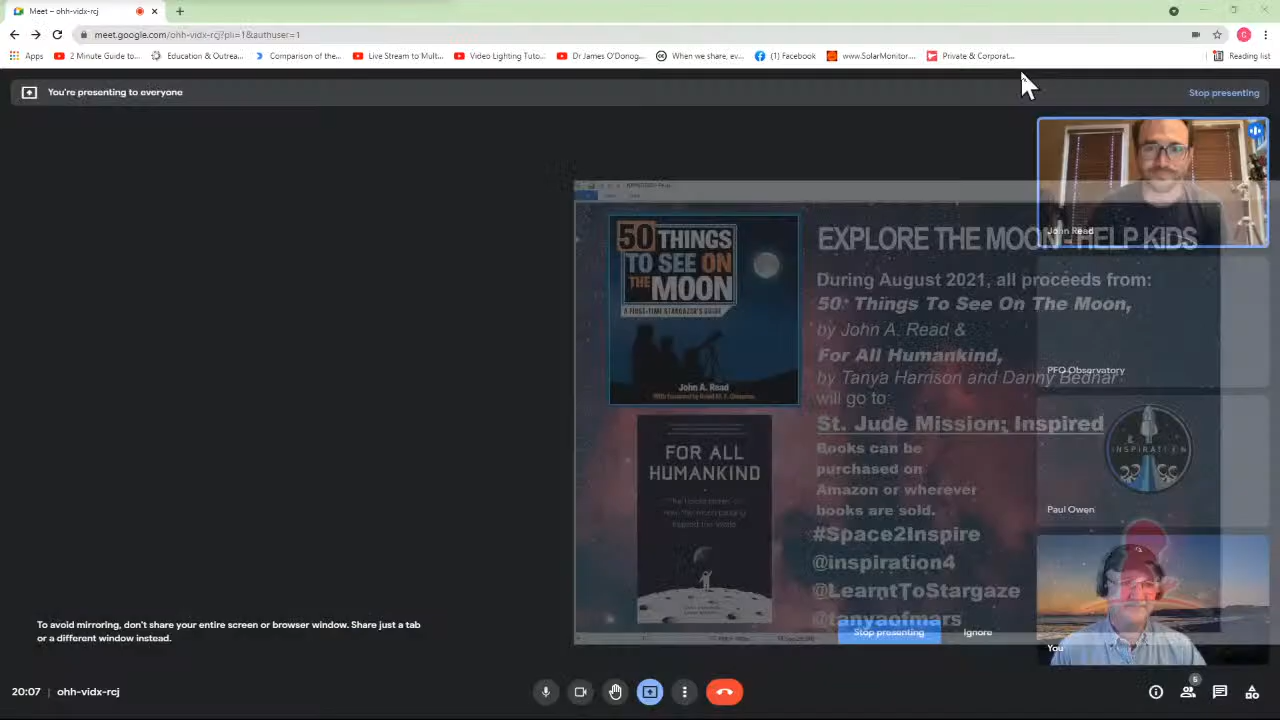 Meet – ohh-vidx-rcj
meet.google.com/ohh-vidx-rcj?pli=1&authuser=1
Apps
2 Minute Guide to...
Education & Outrea...
Comparison of the...
Live Stream to Mult...
Video Lighting Tuto...
Dr James O'Donog...
When we share, ev...
(1) Facebook
www.SolarMonitor...
Private & Corporat...
Reading list
You're presenting to everyone
Stop presenting
50 THINGS
TO SEE ON
THE MOON
A FIRST-TIME STARGAZER'S GUIDE
John A. Read
FOR ALL
HUMANKIND
EXPLORE THE MOON - HELP KIDS
During August 2021, all proceeds from:
50: Things To See On The Moon,
by John A. Read &
For All Humankind,
by Tanya Harrison and Danny Bednar
will go to:
St. Jude Mission; Inspired
Books can be
purchased on
Amazon or wherever
books are sold.
#Space2Inspire
@inspiration4
@LearntToStargaze
@tanyaofmars
John Read
PFO Observatory
INSPIRATI
Paul Owen
You
Stop presenting
Ignore
To avoid mirroring, don't share your entire screen or browser window. Share just a tab
or a different window instead.
20:07 | ohh-vidx-rcj
5